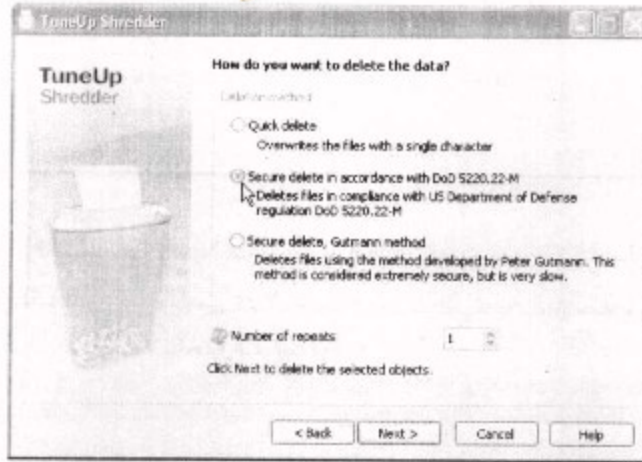 TuneUp Shredder
TuneUp
Shredder
How do you want to delete the data?
Deletion method
Quick delete
Overwrites the files with a single character
Secure delete in accordance with DoD 5220.22-M
Deletes files in compliance with US Department of Defense
regulation DoD 5220.22-M
Secure delete, Gutmann method
Deletes files using the method developed by Peter Gutmann. This
method is considered extremely secure, but is very slow.
Number of repeats
1
Click Next to delete the selected objects.
< Back
Next >
Cancel
Help